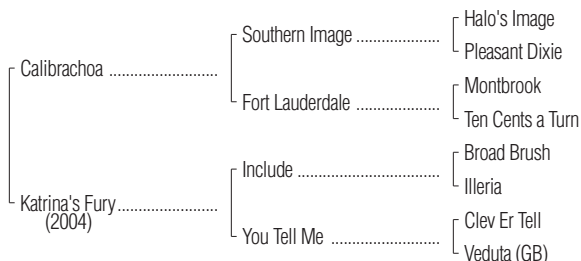 Halo's Image
Southern Image ....................
Pleasant Dixie
Calibrachoa ..........................
Montbrook
Fort Lauderdale ....................
Ten Cents a Turn
Broad Brush
Include ..................................
Illeria
Katrina's Fury........................
(2004)
Clev Er Tell
You Tell Me ..........................
Veduta (GB)